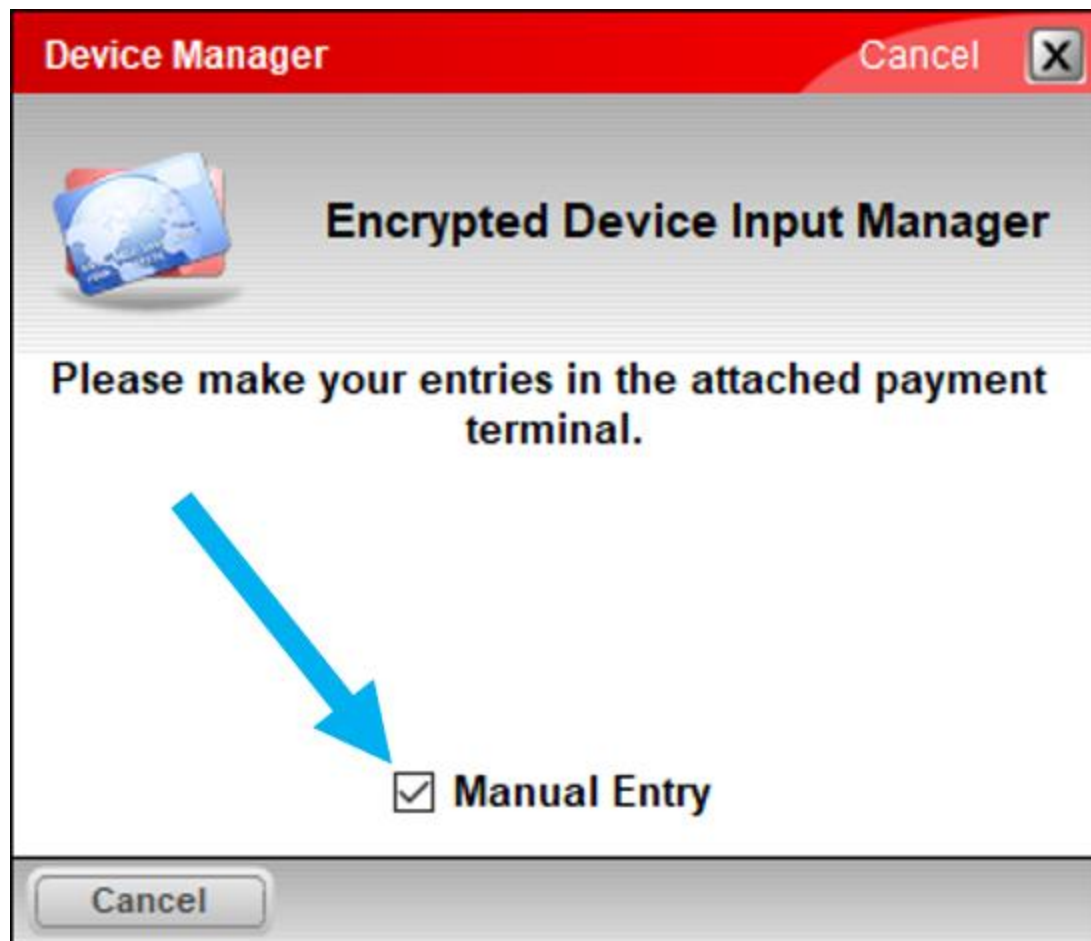 Device Manager
Cancel
X
Encrypted Device Input Manager
Please make your entries in the attached payment
terminal.
Manual Entry
Cancel